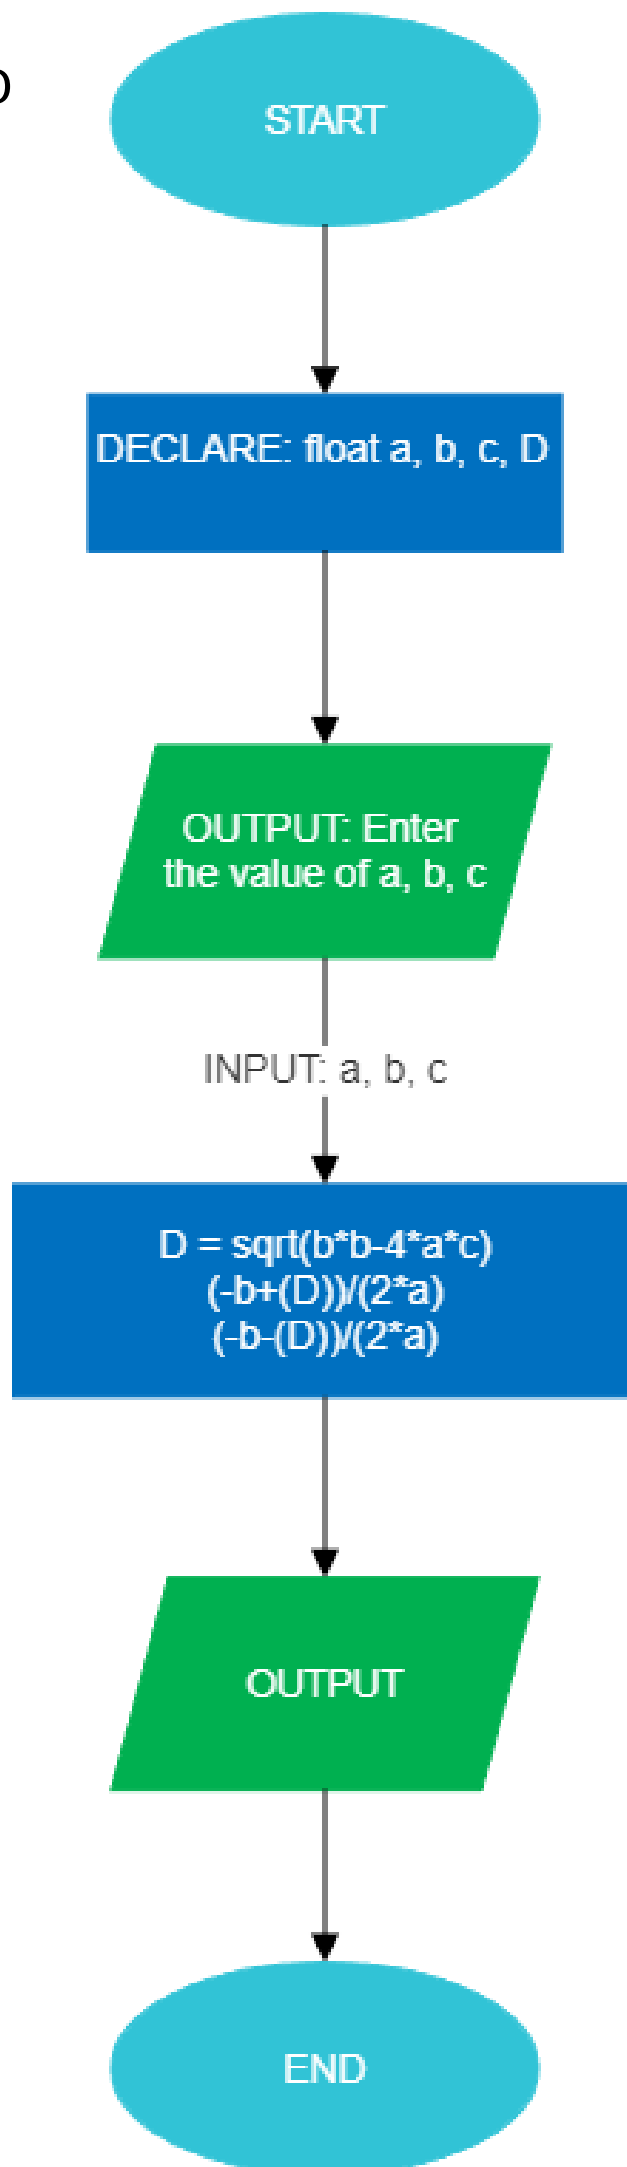 START
DECLARE: float a, b, c, D
OUTPUT: Enter
the value of a, b, c
INPUT: a, b, c
D = sqrt(b*b-4*a*c)
(-b+(D))/(2*a)
(-b-(D))/(2*a)
OUTPUT
END